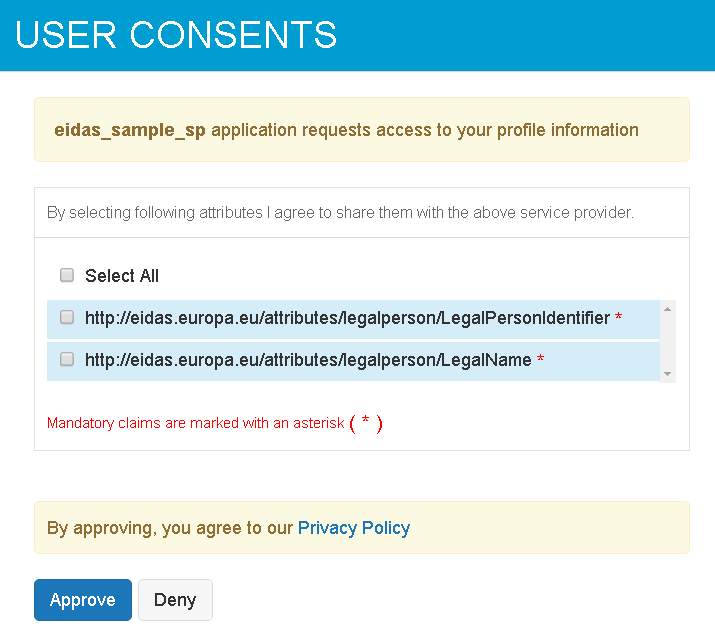 USER CONSENTS
eidas_sample_sp application requests access to your profile information
By selecting following attributes I agree to share them with the above service provider.
Select All
http://eidas.europa.eu/attributes/legalperson/LegalPersonIdentifier *
http://eidas.europa.eu/attributes/legalperson/LegalName *
Mandatory claims are marked with an asterisk ( * )
By approving, you agree to our Privacy Policy
Approve Deny